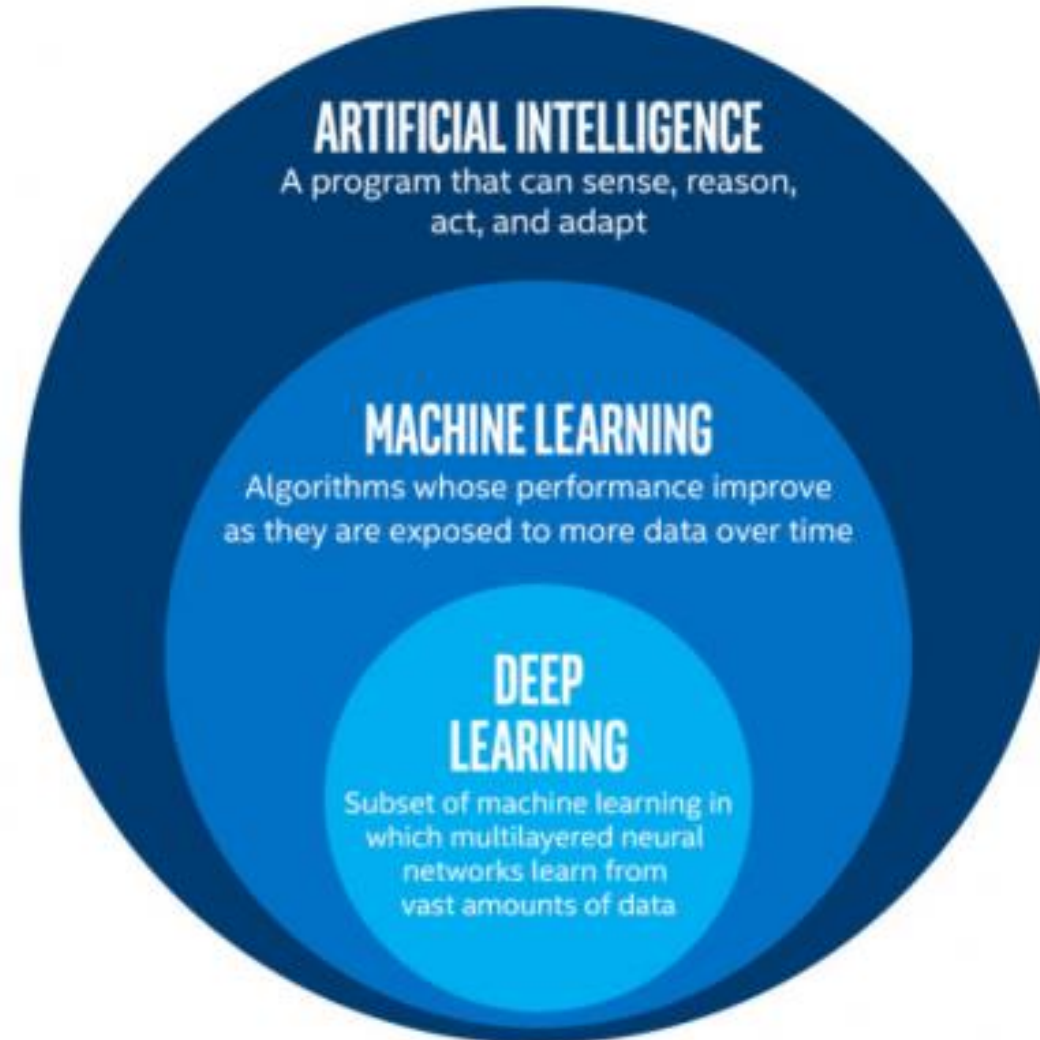 ARTIFICIAL INTELLIGENCE
A program that can sense, reason,
act, and adapt
MACHINE LEARNING
Algorithms whose performance improve
as they are exposed to more data over time
DEEP
LEARNING
Subset of machine learning in
which multilayered neural
networks learn from
vast amounts of data